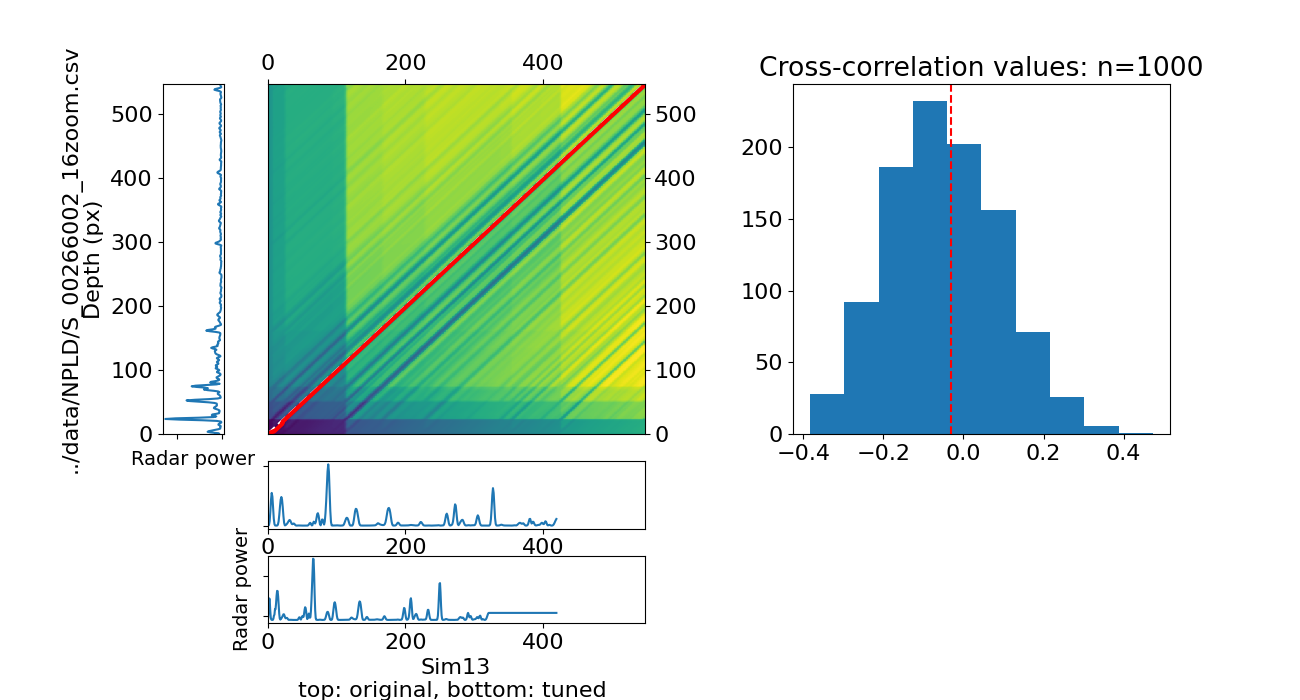 0 200 400
Cross-correlation values: n=1000
../data/NPLD/S_00266002_16zoom.csv
Depth (px)
500
400
300
200
100
0
500
400
300
200
100
0
200
150
100
50
0
−0.4 −0.2 0.0 0.2 0.4
Radar power
0 200 400
Radar power
0 200 400
Sim13
top: original, bottom: tuned